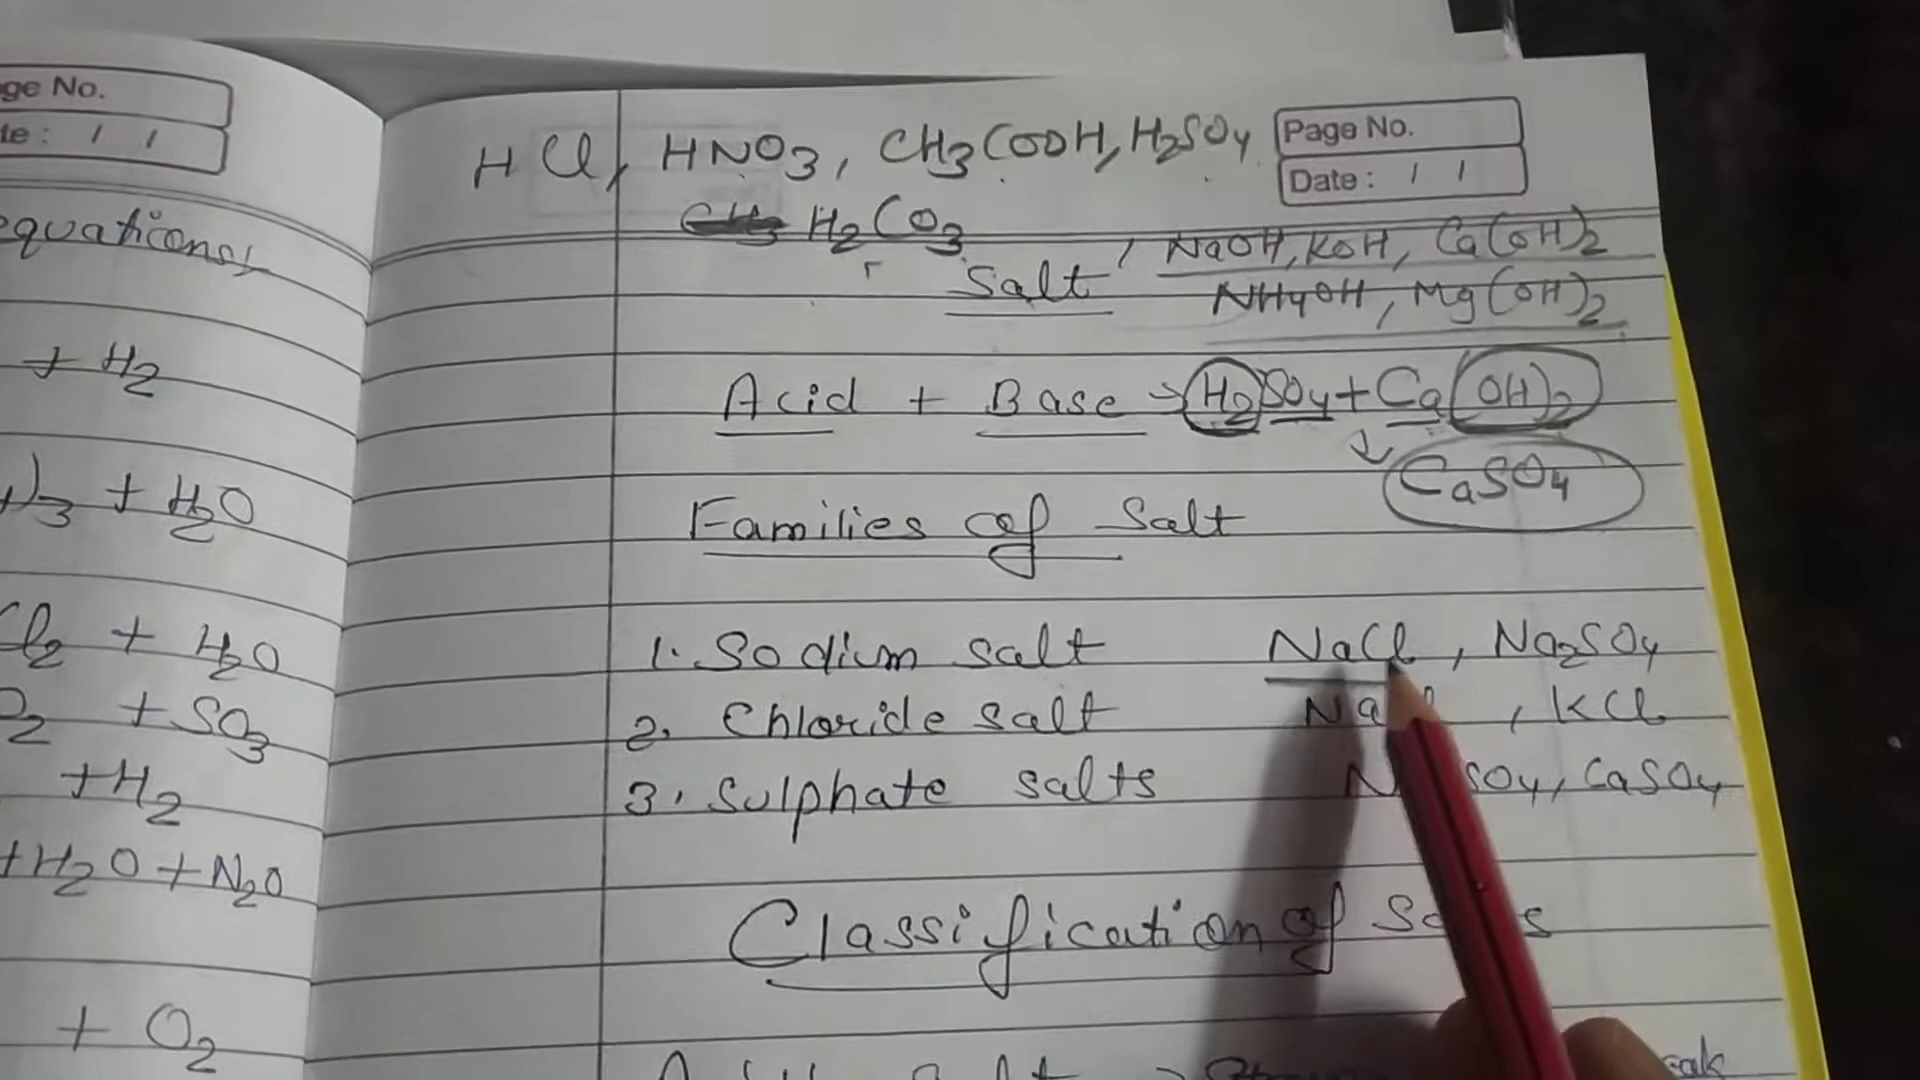 ge No.
te: / /
equations
+ H2
)3 + H2O
Cl2 + H2O
+ SO3
+H2
+H2O+N2O
+ O2
HCl, HNO3, CH3COOH, H2SO4
H2CO3
Page No.
Date: / /
Salt, NaOH, KOH, Ca(OH)2
NH4OH, Mg(OH)2
Acid + Base → H2SO4+Ca(OH)2
↓
CaSO4
Families of Salt
1. Sodium salt NaCl, Na2SO4
2. Chloride salt Na , KCl
3. Sulphate salts N SO4, CaSO4
Classification of S s